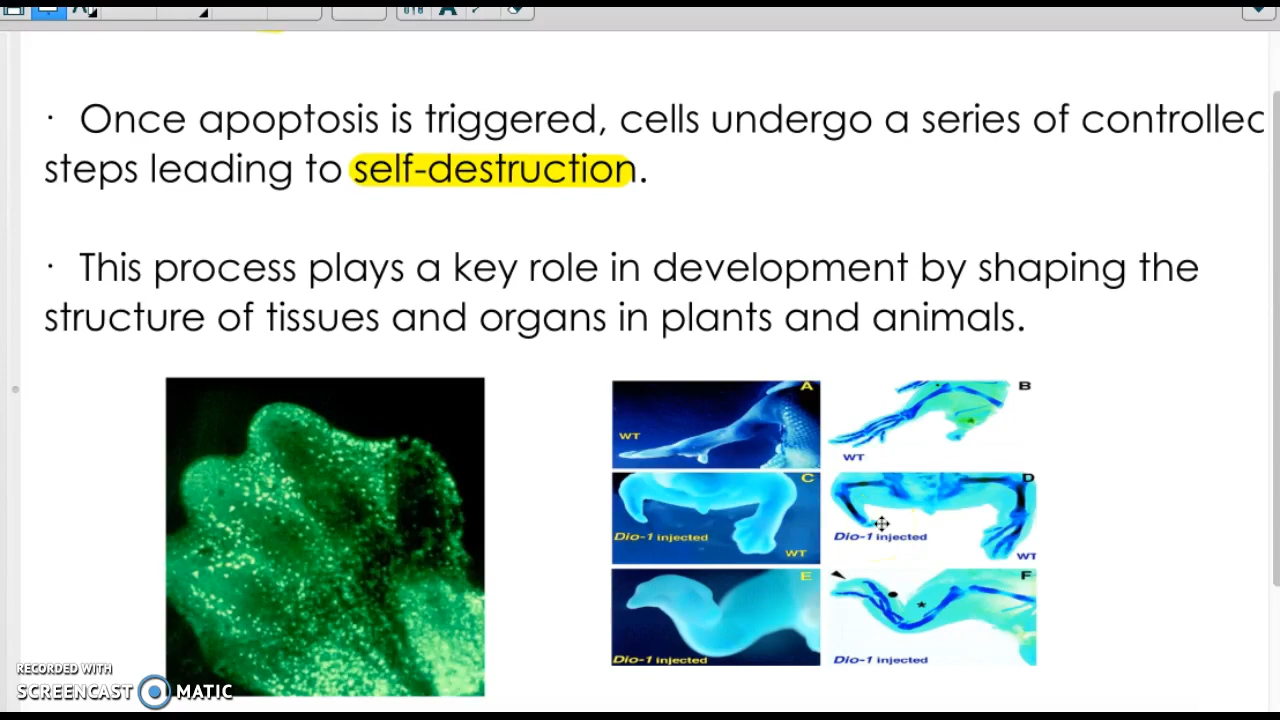 · Once apoptosis is triggered, cells undergo a series of controlled
steps leading to self-destruction.
· This process plays a key role in development by shaping the
structure of tissues and organs in plants and animals.
A
WT
B
WT
C
Dio-1 injected
WT
D
Dio-1 injected
WT
E
Dio-1 injected
F
Dio-1 injected
RECORDED WITH
SCREENCAST MATIC